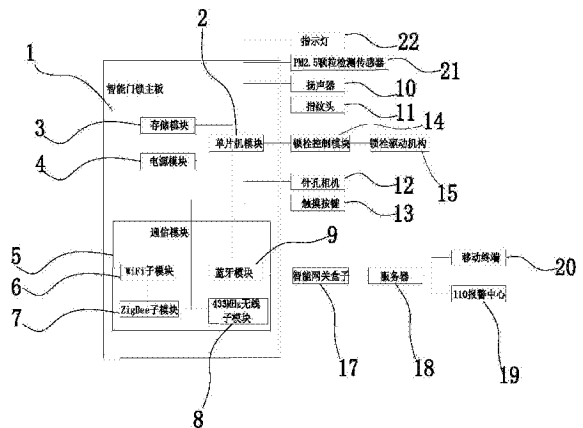 2
指示灯
22
1
PM2.5颗粒检测传感器
21
智能门锁主板
扬声器
10
指纹头
11
3
存储模块
14
4
电源模块
单片机模块
锁栓控制模块
锁栓驱动机构
15
针孔相机
12
触摸按键
13
通信模块
9
5
6
WiFi子模块
蓝牙模块
智能网关盒子
服务器
移动终端
20
7
ZigBee子模块
433MHz无线
子模块
110报警中心
8
17
18
19